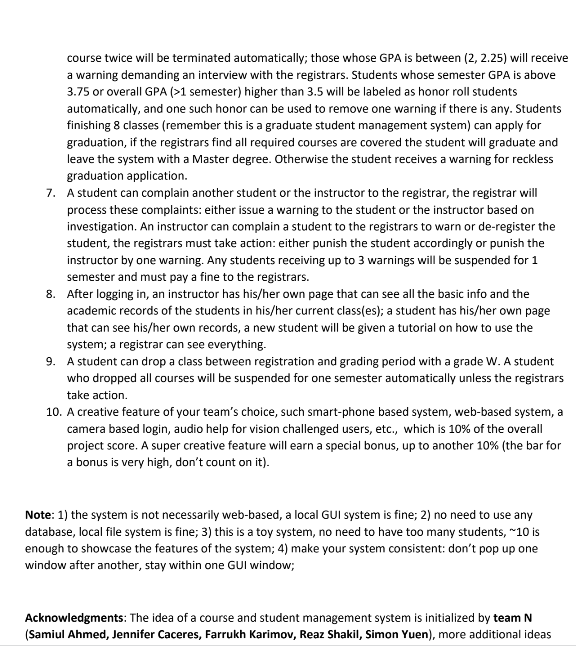 course twice will be terminated automatically; those whose GPA is between (2, 2.25) will receive
a warning demanding an interview with the registrars. Students whose semester GPA is above
3.75 or overall GPA (>1 semester) higher than 3.5 will be labeled as honor roll students
automatically, and one such honor can be used to remove one warning if there is any. Students
finishing 8 classes (remember this is a graduate student management system) can apply for
graduation, if the registrars find all required courses are covered the student will graduate and
leave the system with a Master degree. Otherwise the student receives a warning for reckless
graduation application.
7. A student can complain another student or the instructor to the registrar, the registrar will
process these complaints: either issue a warning to the student or the instructor based on
investigation. An instructor can complain a student to the registrars to warn or de-register the
student, the registrars must take action: either punish the student accordingly or punish the
instructor by one warning. Any students receiving up to 3 warnings will be suspended for 1
semester and must pay a fine to the registrars.
8. After logging in, an instructor has his/her own page that can see all the basic info and the
academic records of the students in his/her current class(es); a student has his/her own page
that can see his/her own records, a new student will be given a tutorial on how to use the
system; a registrar can see everything.
9. A student can drop a class between registration and grading period with a grade W. A student
who dropped all courses will be suspended for one semester automatically unless the registrars
take action.
10. A creative feature of your team's choice, such smart-phone based system, web-based system, a
camera based login, audio help for vision challenged users, etc., which is 10% of the overall
project score. A super creative feature will earn a special bonus, up to another 10% (the bar for
a bonus is very high, don't count on it).
Note: 1) the system is not necessarily web-based, a local GUI system is fine; 2) no need to use any
database, local file system is fine; 3) this is a toy system, no need to have too many students, ~10 is
enough to showcase the features of the system; 4) make your system consistent: don't pop up one
window after another, stay within one GUI window;
Acknowledgments: The idea of a course and student management system is initialized by team N
(Samiul Ahmed, Jennifer Caceres, Farrukh Karimov, Reaz Shakil, Simon Yuen), more additional ideas